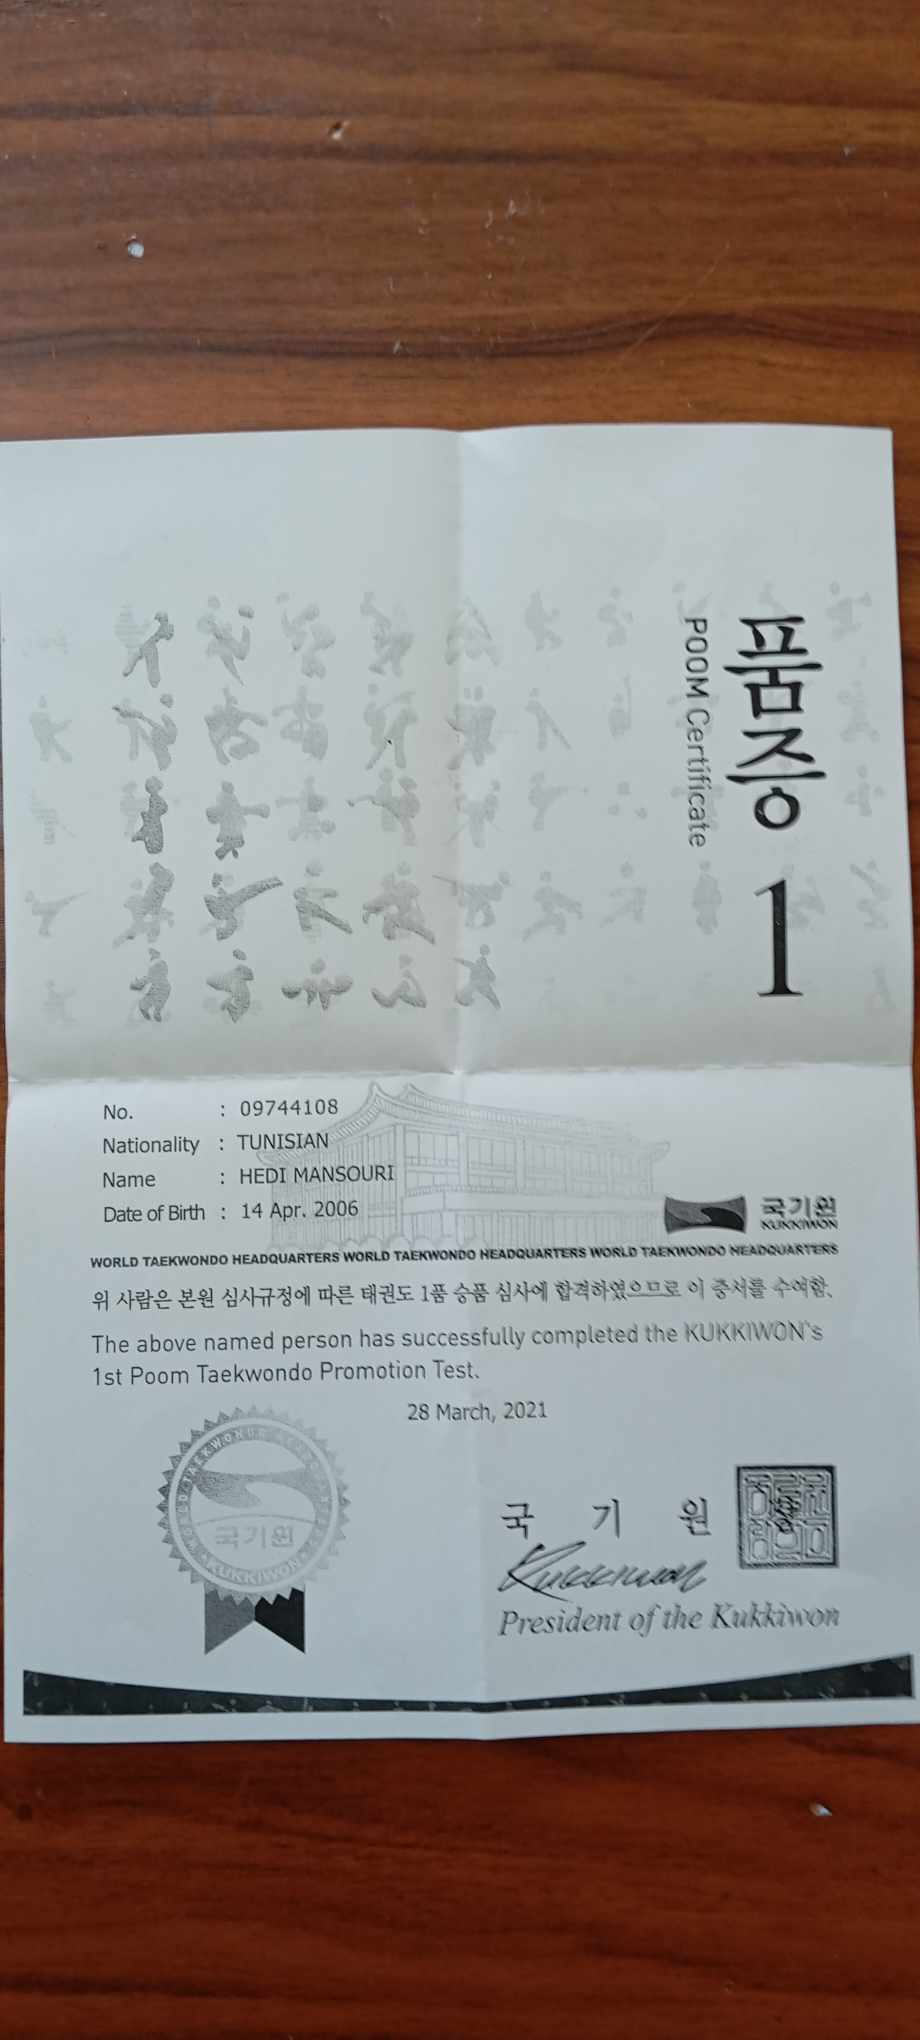 품증 1
POOM Certificate
No. : 09744108
Nationality : TUNISIAN
Name : HEDI MANSOURI
Date of Birth : 14 Apr. 2006
국기원
KUKKIWON
WORLD TAEKWONDO HEADQUARTERS WORLD TAEKWONDO HEADQUARTERS WORLD TAEKWONDO HEADQUARTERS
위 사람은 본원 심사규정에 따른 태권도 1품 승품 심사에 합격하였으므로 이 증서를 수여함.
The above named person has successfully completed the KUKKIWON's
1st Poom Taekwondo Promotion Test.
28 March, 2021
국기원
KUKKIWON
국 기 원
Kukkiwon
President of the Kukkiwon